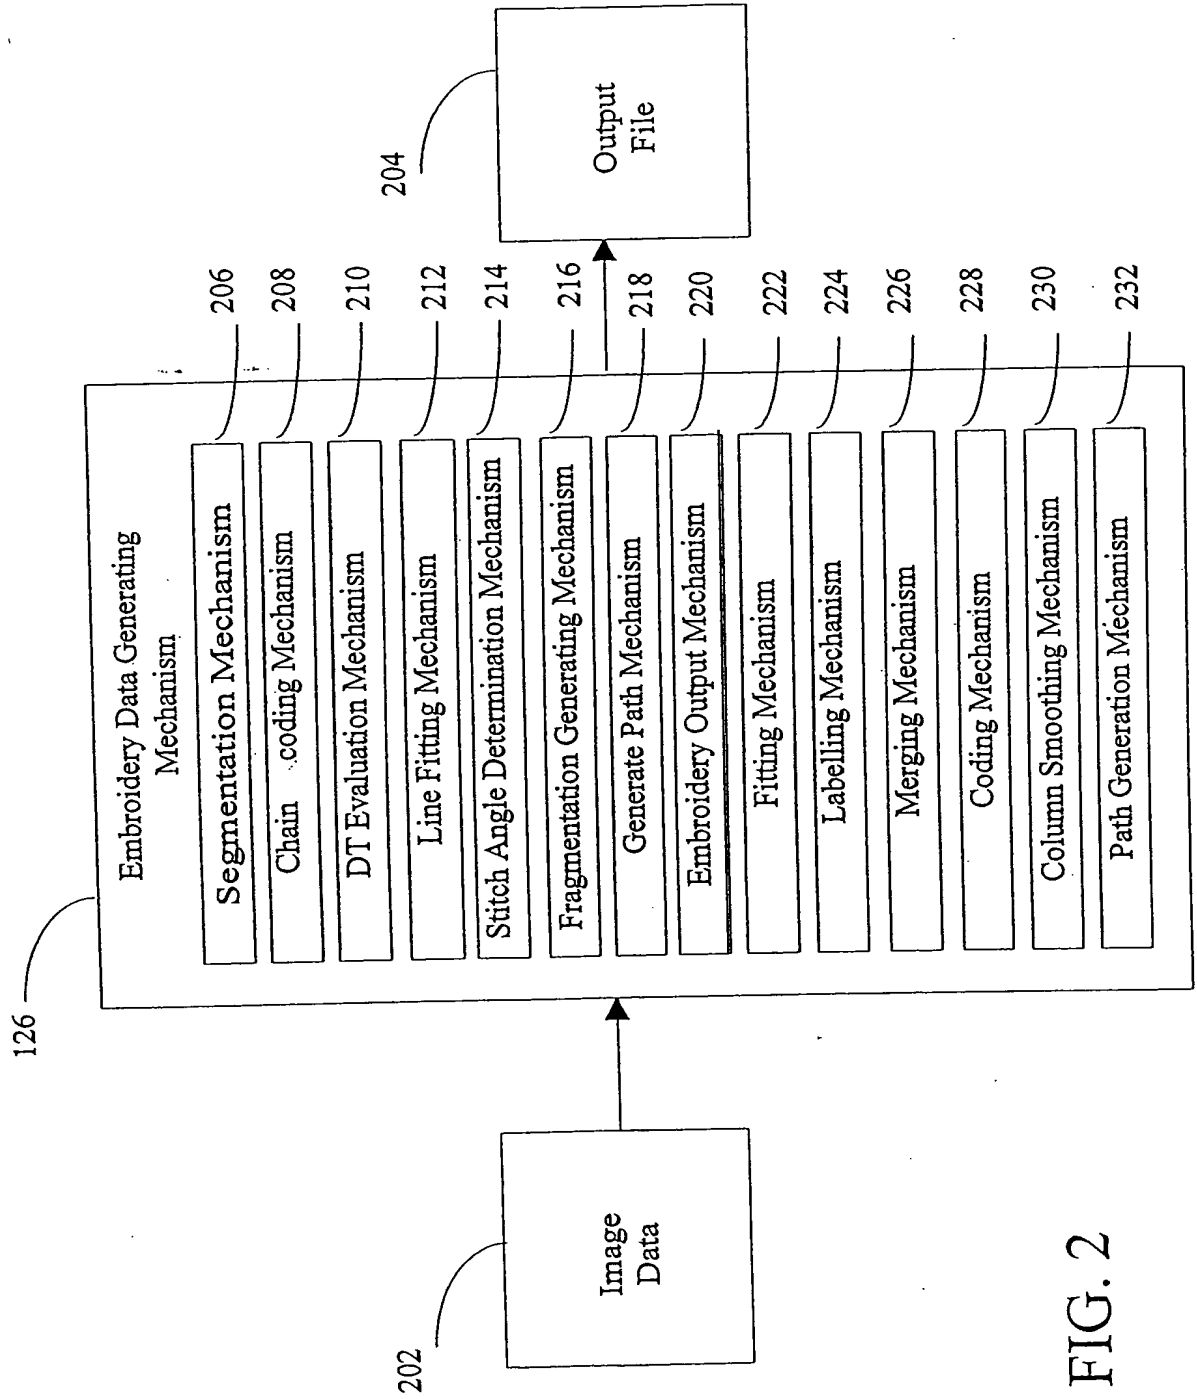 126
Embroidery Data Generating
Mechanism
Segmentation Mechanism
206
Chain coding Mechanism
208
DT Evaluation Mechanism
210
Line Fitting Mechanism
212
Stitch Angle Determination Mechanism
214
Fragmentation Generating Mechanism
216
Generate Path Mechanism
218
Embroidery Output Mechanism
220
Fitting Mechanism
222
Labelling Mechanism
224
Merging Mechanism
226
Coding Mechanism
228
Column Smoothing Mechanism
230
Path Generation Mechanism
232
202
Image
Data
204
Output
File
FIG. 2